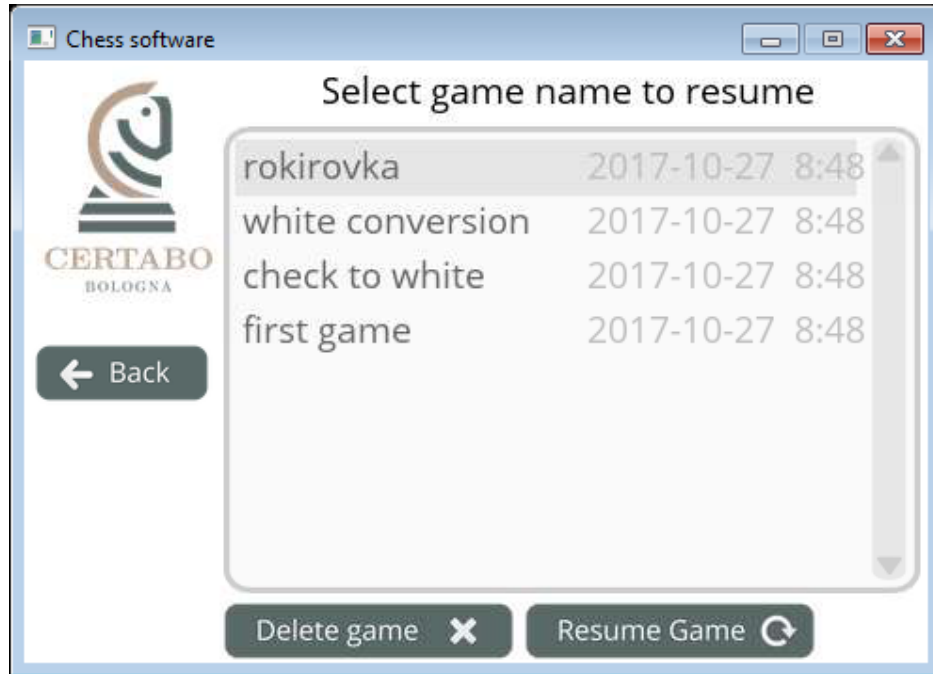 Chess software
Select game name to resume
CERTABO
BOLOGNA
rokirovka 2017-10-27 8:48
white conversion 2017-10-27 8:48
check to white 2017-10-27 8:48
first game 2017-10-27 8:48
Back
Delete game
Resume Game